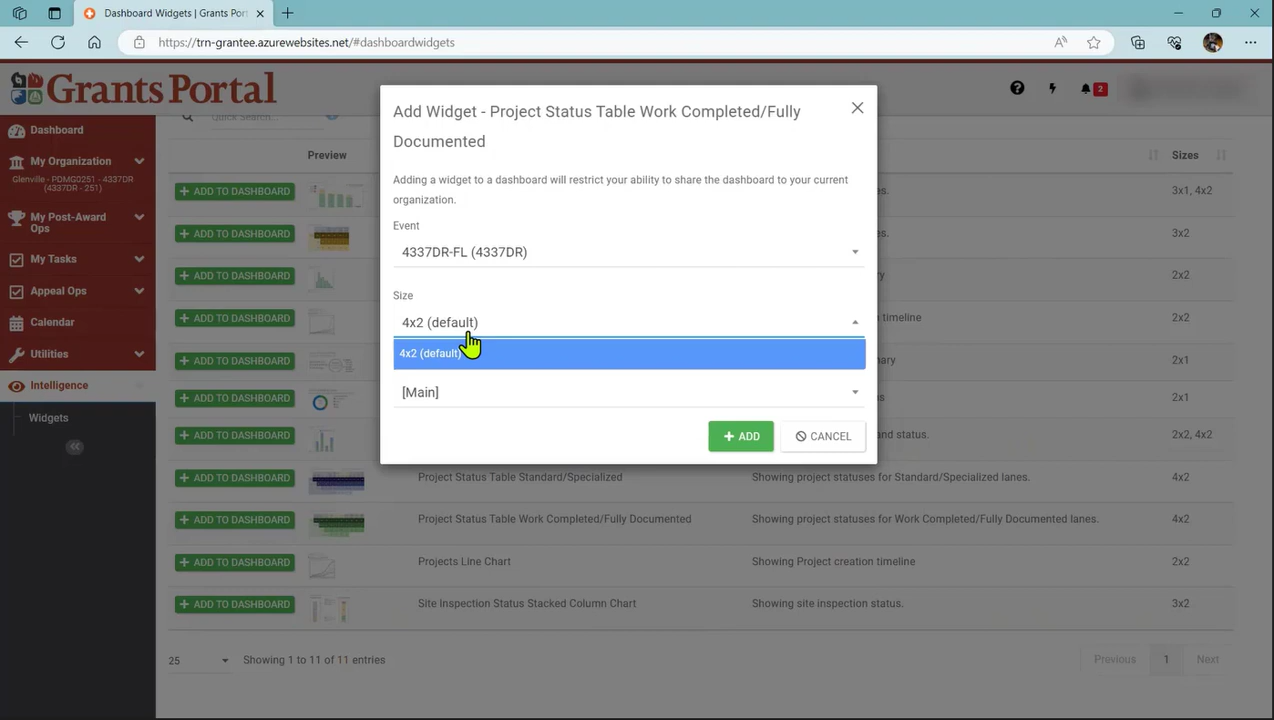 Dashboard Widgets | Grants Port
https://trn-grantee.azurewebsites.net/#dashboardwidgets
Grants Portal
2
Dashboard
My Organization
Glenville - PDMG0251 - 4337DR
(4337DR - 251)
My Post-Award
Ops
My Tasks
Appeal Ops
Calendar
Utilities
Intelligence
Widgets
Quick Search...
Preview
Sizes
ADD TO DASHBOARD
es.
3x1, 4x2
ADD TO DASHBOARD
es.
3x2
ADD TO DASHBOARD
ry
2x2
ADD TO DASHBOARD
on timeline
2x2
ADD TO DASHBOARD
ary
2x1
ADD TO DASHBOARD
us
2x1
ADD TO DASHBOARD
and status.
2x2, 4x2
ADD TO DASHBOARD
Project Status Table Standard/Specialized
Showing project statuses for Standard/Specialized lanes.
4x2
ADD TO DASHBOARD
Project Status Table Work Completed/Fully Documented
Showing project statuses for Work Completed/Fully Documented lanes.
4x2
ADD TO DASHBOARD
Projects Line Chart
Showing Project creation timeline
2x2
ADD TO DASHBOARD
Site Inspection Status Stacked Column Chart
Showing site inspection status.
3x2
25
Showing 1 to 11 of 11 entries
Previous
1
Next
Add Widget - Project Status Table Work Completed/Fully
Documented
Adding a widget to a dashboard will restrict your ability to share the dashboard to your current
organization.
Event
4337DR-FL (4337DR)
Size
4x2 (default)
4x2 (default)
[Main]
ADD
CANCEL